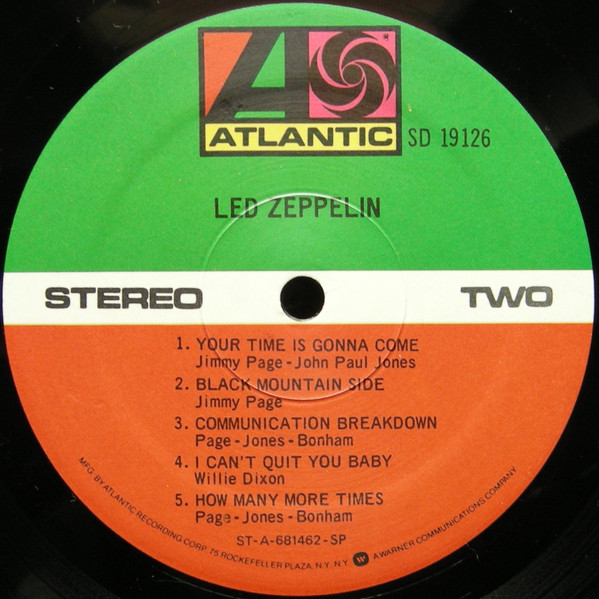 ATLANTIC
SD 19126
LED ZEPPELIN
STEREO
TWO
1. YOUR TIME IS GONNA COME
Jimmy Page - John Paul Jones
2. BLACK MOUNTAIN SIDE
Jimmy Page
3. COMMUNICATION BREAKDOWN
Page - Jones - Bonham
4. I CAN'T QUIT YOU BABY
Willie Dixon
5. HOW MANY MORE TIMES
Page - Jones - Bonham
ST-A-681462-SP
MFG. BY ATLANTIC RECORDING CORP. 75 ROCKEFELLER PLAZA, N.Y. N.Y. A WARNER COMMUNICATIONS COMPANY